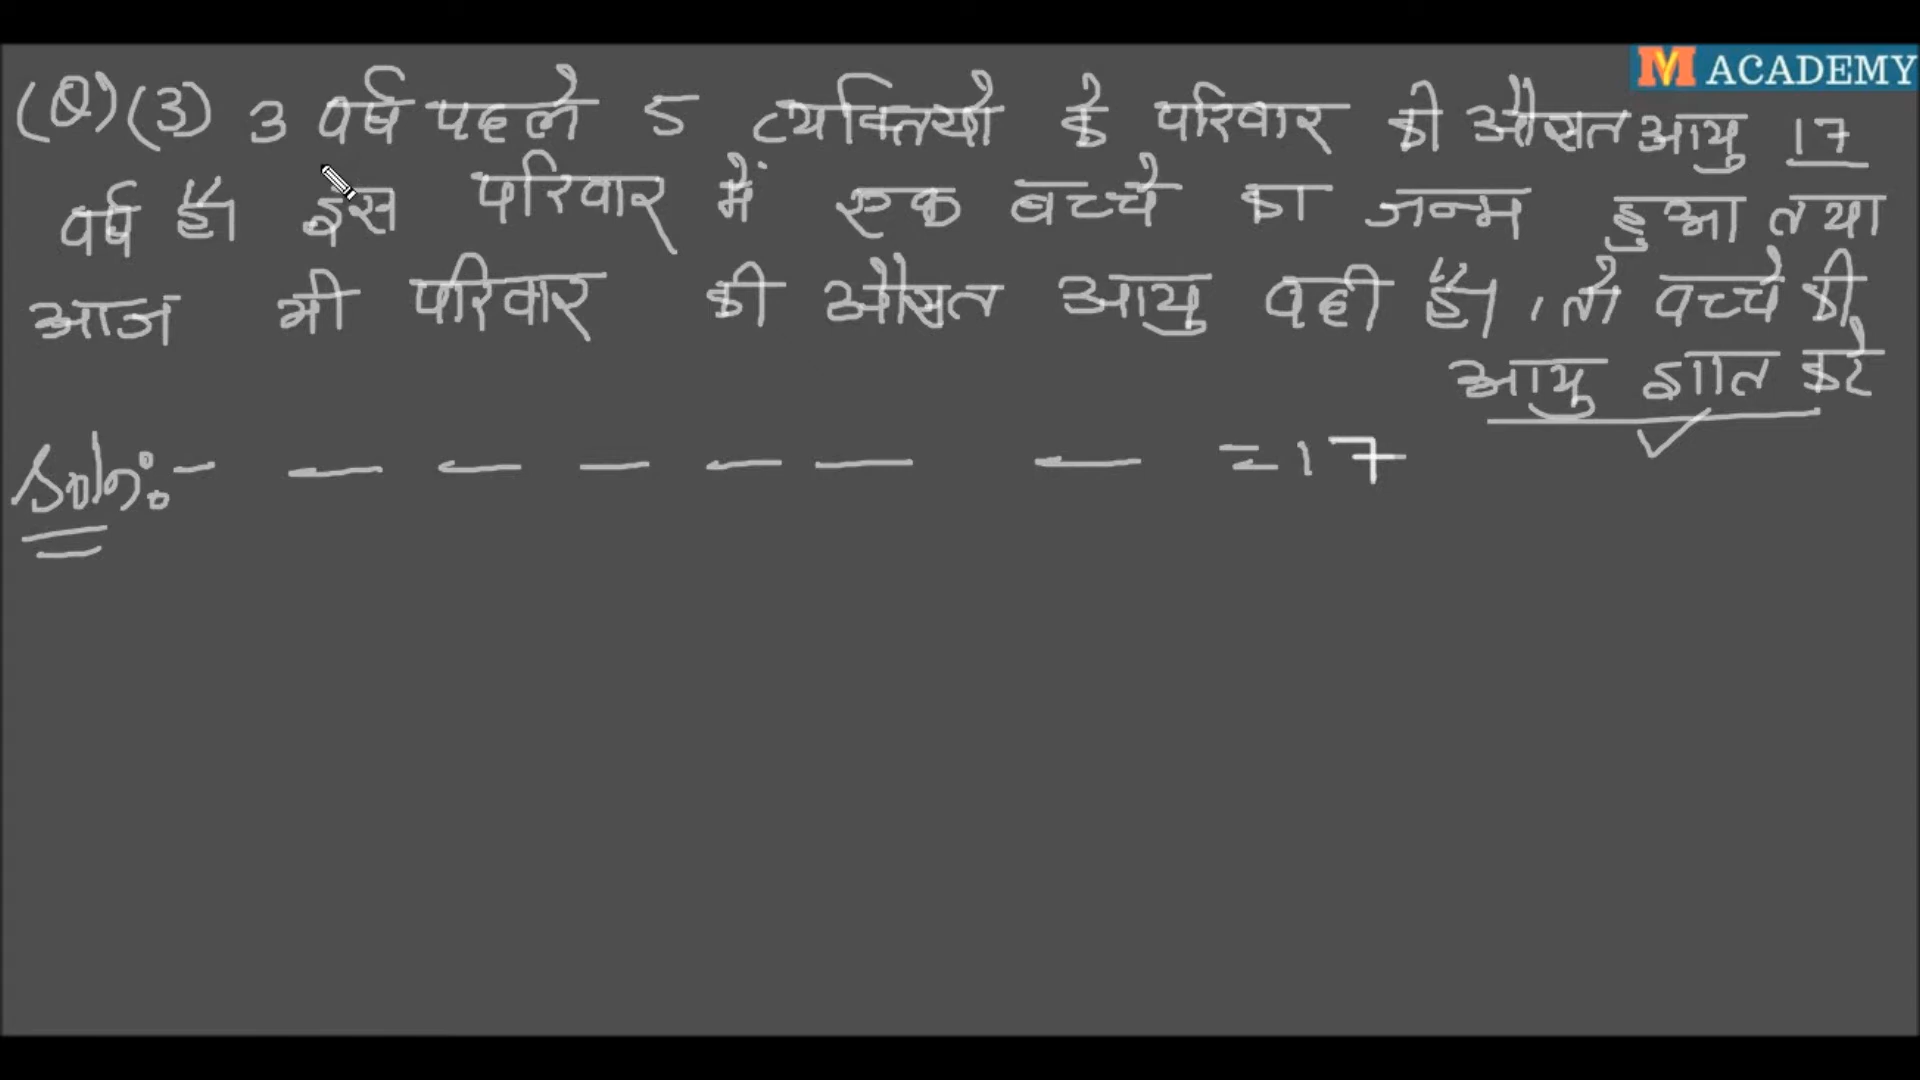 M ACADEMY
(Q) (3) 3 वर्ष पहले 5 व्यक्तियो के परिवार की औसत आयु 17
वर्ष है। इस परिवार में एक बच्चे का जन्म हुआ तथा
आज भी परिवार की औसत आयु वही है। , तो बच्चे की
आयु ज्ञात करे
Soln:- — — — — — — = 17